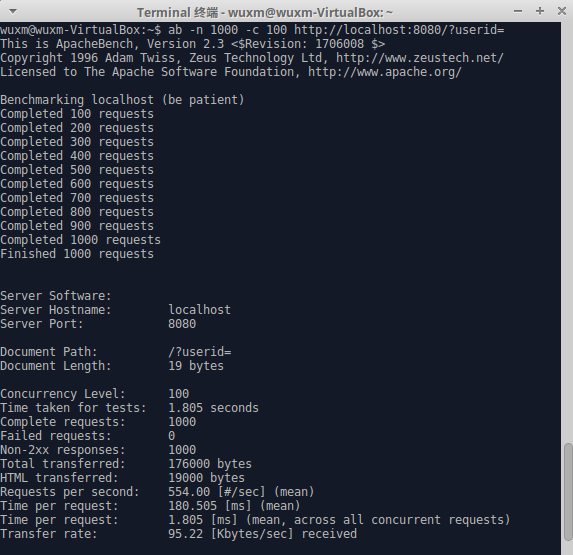 Terminal 终端 - wuxm@wuxm-VirtualBox: ~
wuxm@wuxm-VirtualBox:~$ ab -n 1000 -c 100 http://localhost:8080/?userid=
This is ApacheBench, Version 2.3 <$Revision: 1706008 $>
Copyright 1996 Adam Twiss, Zeus Technology Ltd, http://www.zeustech.net/
Licensed to The Apache Software Foundation, http://www.apache.org/

Benchmarking localhost (be patient)
Completed 100 requests
Completed 200 requests
Completed 300 requests
Completed 400 requests
Completed 500 requests
Completed 600 requests
Completed 700 requests
Completed 800 requests
Completed 900 requests
Completed 1000 requests
Finished 1000 requests


Server Software:
Server Hostname:        localhost
Server Port:            8080

Document Path:          /?userid=
Document Length:        19 bytes

Concurrency Level:      100
Time taken for tests:   1.805 seconds
Complete requests:      1000
Failed requests:        0
Non-2xx responses:      1000
Total transferred:      176000 bytes
HTML transferred:       19000 bytes
Requests per second:    554.00 [#/sec] (mean)
Time per request:       180.505 [ms] (mean)
Time per request:       1.805 [ms] (mean, across all concurrent requests)
Transfer rate:          95.22 [Kbytes/sec] received